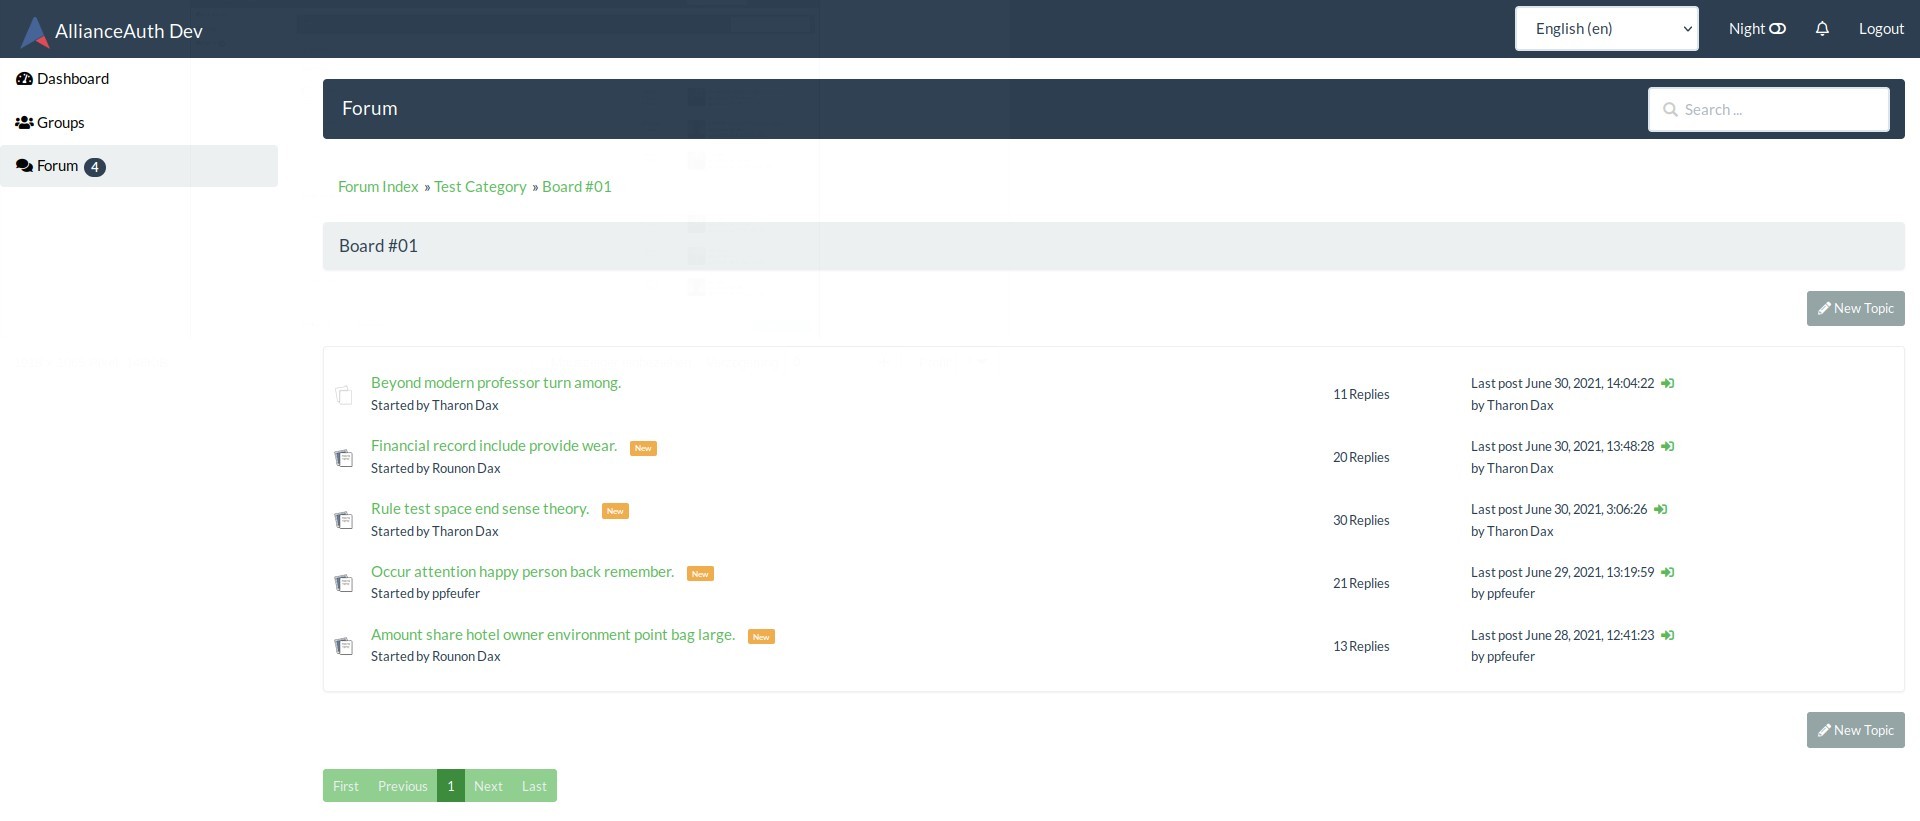 AllianceAuth Dev
English (en)
Night
Logout
Dashboard
Groups
Forum 4
Forum
Search ...
Forum Index » Test Category » Board #01
Board #01
New Topic
Beyond modern professor turn among.
Started by Tharon Dax
11 Replies
Last post June 30, 2021, 14:04:22
by Tharon Dax
Financial record include provide wear. New
Started by Rounon Dax
20 Replies
Last post June 30, 2021, 13:48:28
by Tharon Dax
Rule test space end sense theory. New
Started by Tharon Dax
30 Replies
Last post June 30, 2021, 3:06:26
by Tharon Dax
Occur attention happy person back remember. New
Started by ppfeufer
21 Replies
Last post June 29, 2021, 13:19:59
by ppfeufer
Amount share hotel owner environment point bag large. New
Started by Rounon Dax
13 Replies
Last post June 28, 2021, 12:41:23
by ppfeufer
New Topic
First Previous 1 Next Last